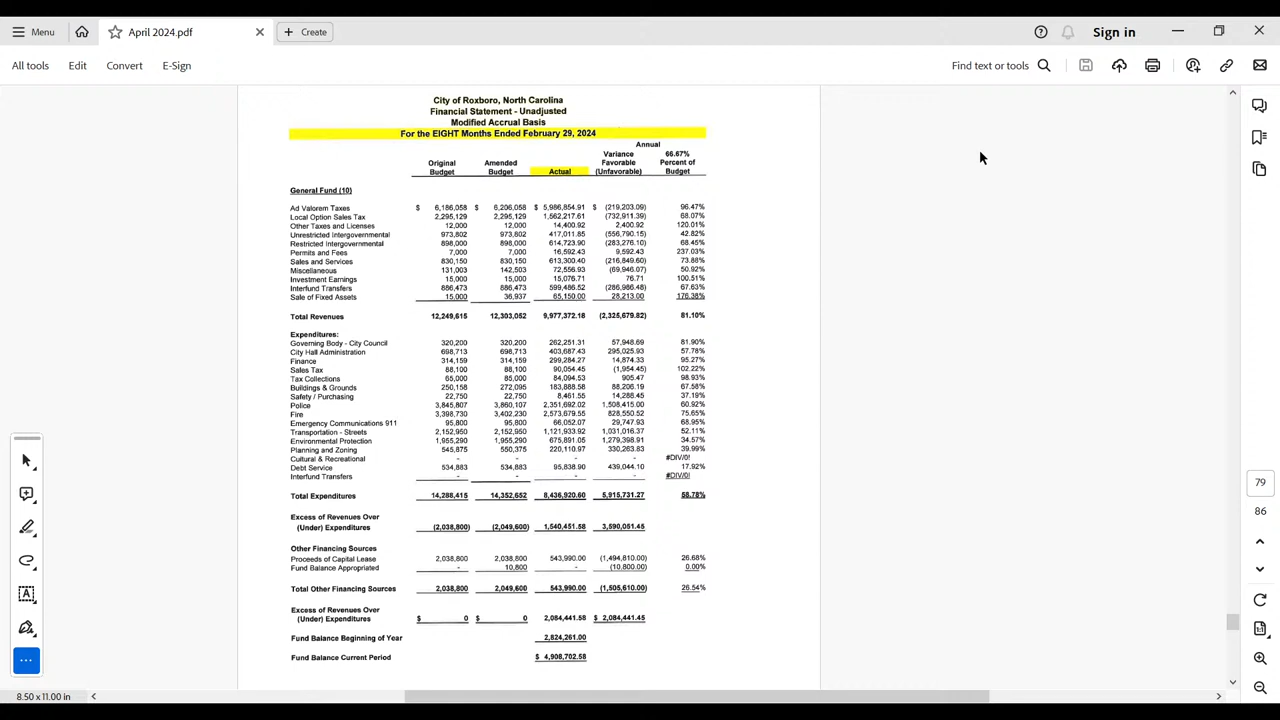 Menu April 2024.pdf Create Sign in
All tools Edit Convert E-Sign Find text or tools
City of Roxboro, North Carolina
Financial Statement - Unadjusted
Modified Accrual Basis
For the EIGHT Months Ended February 29, 2024
Annual
Original Budget Amended Budget Actual Variance Favorable (Unfavorable) 66.67% Percent of Budget
General Fund (10)
Ad Valorem Taxes $ 6,186,058 $ 6,206,058 $ 5,986,854.91 $ (219,203.09) 96.47%
Local Option Sales Tax 2,295,129 2,295,129 1,562,217.61 (732,911.39) 68.07%
Other Taxes and Licenses 12,000 12,000 14,400.92 2,400.92 120.01%
Unrestricted Intergovernmental 973,802 973,802 417,011.85 (556,790.15) 42.82%
Restricted Intergovernmental 898,000 898,000 614,723.90 (283,276.10) 68.45%
Permits and Fees 7,000 7,000 16,592.43 9,592.43 237.03%
Sales and Services 830,150 830,150 613,300.40 (216,849.60) 73.88%
Miscellaneous 131,003 142,503 72,556.93 (69,946.07) 50.92%
Investment Earnings 15,000 15,000 15,076.71 76.71 100.51%
Interfund Transfers 886,473 886,473 599,486.52 (286,986.48) 67.63%
Sale of Fixed Assets 15,000 36,937 65,150.00 28,213.00 176.38%
Total Revenues 12,249,615 12,303,052 9,977,372.18 (2,325,679.82) 81.10%
Expenditures:
Governing Body - City Council 320,200 320,200 262,251.31 57,948.69 81.90%
City Hall Administration 698,713 698,713 403,687.43 295,025.93 57.78%
Finance 314,159 314,159 299,284.27 14,874.33 95.27%
Sales Tax 88,100 88,100 90,054.45 (1,954.45) 102.22%
Tax Collections 65,000 85,000 84,094.53 905.47 98.93%
Buildings & Grounds 250,158 272,095 183,888.58 88,206.19 67.58%
Safety / Purchasing 22,750 22,750 8,461.55 14,288.45 37.19%
Police 3,845,807 3,860,107 2,351,692.02 1,508,415.00 60.92%
Fire 3,398,730 3,402,230 2,573,679.55 828,550.52 75.65%
Emergency Communications 911 95,800 95,800 66,052.07 29,747.93 68.95%
Transportation - Streets 2,152,950 2,152,950 1,121,933.92 1,031,016.37 52.11%
Environmental Protection 1,955,290 1,955,290 675,891.05 1,279,398.91 34.57%
Planning and Zoning 545,875 550,375 220,110.97 330,263.83 39.99%
Cultural & Recreational - - - - #DIV/0!
Debt Service 534,883 534,883 95,838.90 439,044.10 17.92%
Interfund Transfers - - - - #DIV/0!
Total Expenditures 14,288,415 14,352,652 8,436,920.60 5,915,731.27 58.78%
Excess of Revenues Over
(Under) Expenditures (2,038,800) (2,049,600) 1,540,451.58 3,590,051.45
Other Financing Sources
Proceeds of Capital Lease 2,038,800 2,038,800 543,990.00 (1,494,810.00) 26.68%
Fund Balance Appropriated - 10,800 - (10,800.00) 0.00%
Total Other Financing Sources 2,038,800 2,049,600 543,990.00 (1,505,610.00) 26.54%
Excess of Revenues Over
(Under) Expenditures $ 0 $ 0 2,084,441.58 $ 2,084,441.45
Fund Balance Beginning of Year 2,824,261.00
Fund Balance Current Period $ 4,908,702.58
79
86
8.50 x 11.00 in